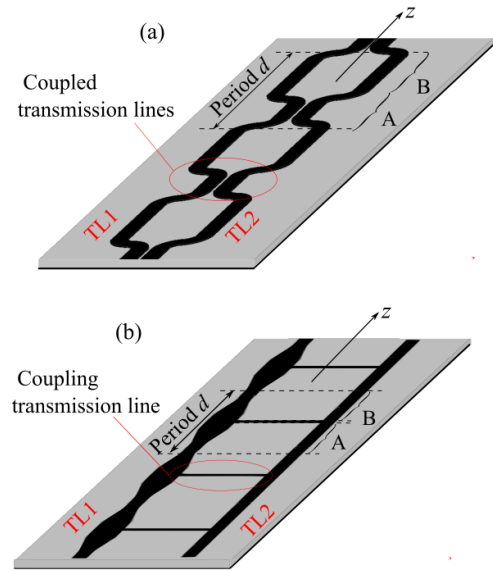 (a)
z
Coupled
transmission lines
Period d
B
A
TL1
TL2
(b)
z
Coupling
transmission line
Period d
B
A
TL1
TL2